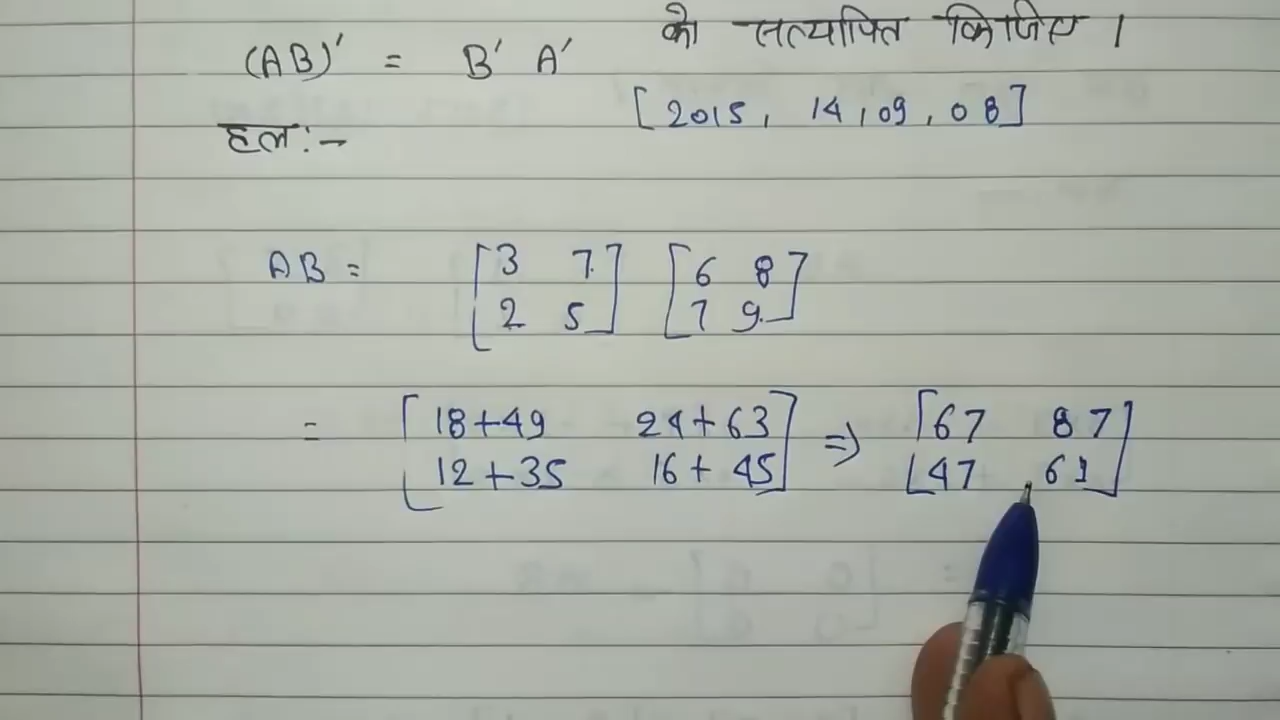 (AB)' = B' A' को सत्यापित किजिए ।
[2015, 14, 09, 08]
हल :-
AB = [3 7] [6 8]
[2 5] [7 9]
= [18+49 24+63] ⇒ [67 87]
[12+35 16+45] [47 61]